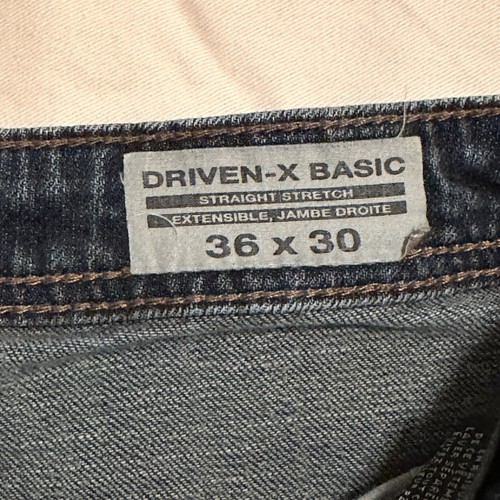 DRIVEN-X BASIC
STRAIGHT STRETCH
EXTENSIBLE, JAMBE DROITE
36 x 30